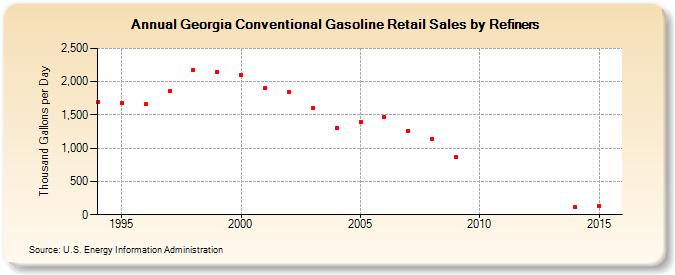 Annual Georgia Conventional Gasoline Retail Sales by Refiners
Thousand Gallons per Day
2,500
2,000
1,500
1,000
500
0
1995 2000 2005 2010 2015
Source: U.S. Energy Information Administration